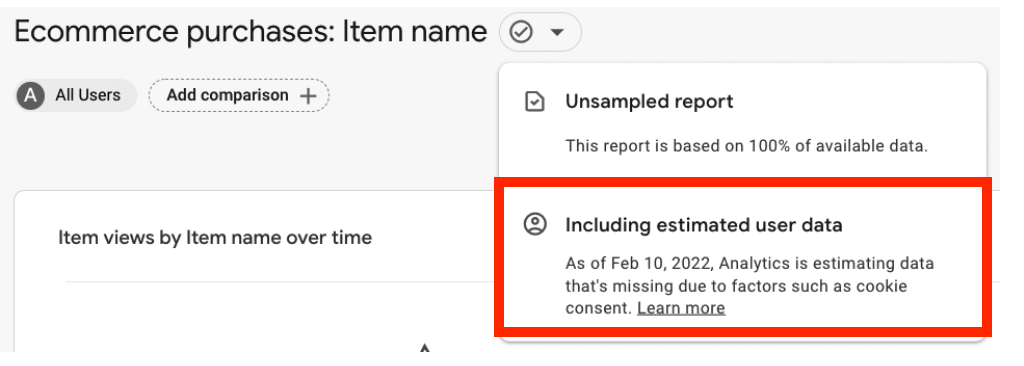 Ecommerce purchases: Item name
A All Users Add comparison +
Unsampled report
This report is based on 100% of available data.
Item views by Item name over time
Including estimated user data
As of Feb 10, 2022, Analytics is estimating data
that's missing due to factors such as cookie
consent. Learn more